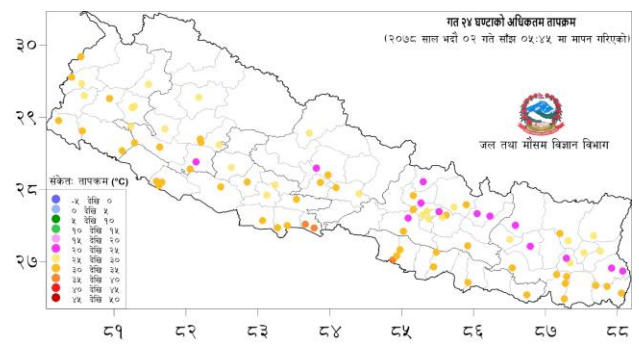 गत २४ घण्टाको अधिकतम तापक्रम
(२०७८ साल भदौ ०२ गते साँझ ०५:४५ मा मापन गरिएको)
३०
२९
जल तथा मौसम विज्ञान विभाग
२८
संकेतः तापक्रम (°C)
-५ देखि ०
० देखि ५
५ देखि १०
१० देखि १५
१५ देखि २०
२० देखि २५
२५ देखि ३०
३० देखि ३५
३५ देखि ४०
४० देखि ४५
४५ देखि ५०
२७
८१ ८२ ८३ ८४ ८५ ८६ ८७ ८८